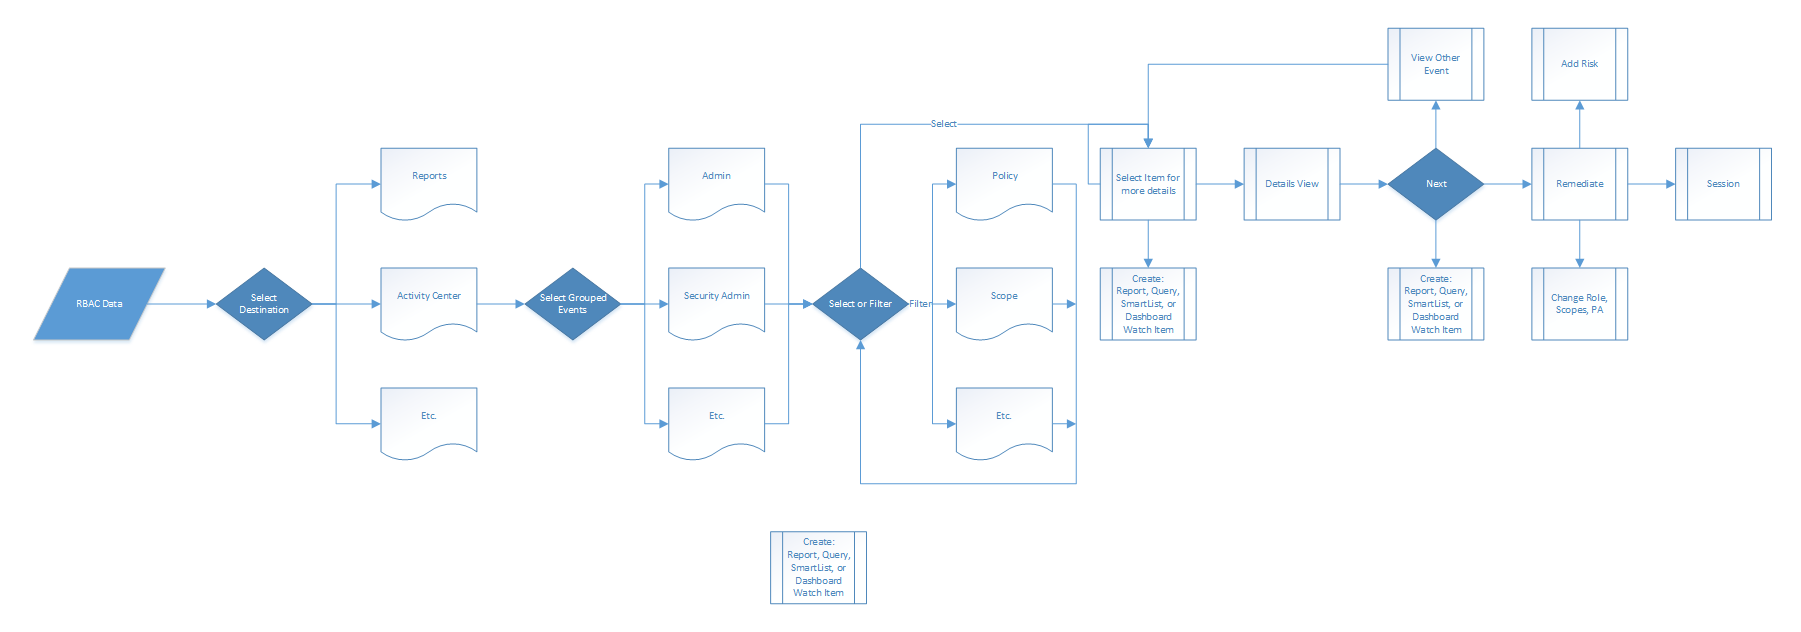 RBAC Data
Select
Destination
Reports
Activity Center
Etc.
Select Grouped
Events
Admin
Security Admin
Etc.
Select or Filter
Select
Filter
Policy
Scope
Etc.
Select Item for
more details
Create:
Report, Query,
SmartList, or
Dashboard
Watch Item
Details View
Next
View Other
Event
Create:
Report, Query,
SmartList, or
Dashboard
Watch Item
Add Risk
Remediate
Change Role,
Scopes, PA
Session
Create:
Report, Query,
SmartList, or
Dashboard
Watch Item